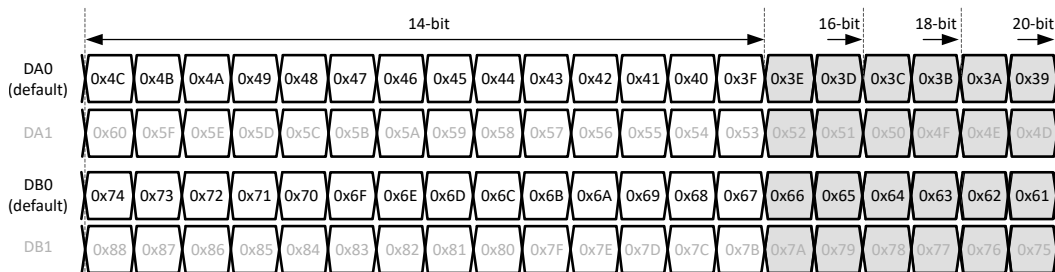 14-bit 16-bit 18-bit 20-bit
DA0 0x4C 0x4B 0x4A 0x49 0x48 0x47 0x46 0x45 0x44 0x43 0x42 0x41 0x40 0x3F 0x3E 0x3D 0x3C 0x3B 0x3A 0x39
(default)
DA1 0x60 0x5F 0x5E 0x5D 0x5C 0x5B 0x5A 0x59 0x58 0x57 0x56 0x55 0x54 0x53 0x52 0x51 0x50 0x4F 0x4E 0x4D
DB0 0x74 0x73 0x72 0x71 0x70 0x6F 0x6E 0x6D 0x6C 0x6B 0x6A 0x69 0x68 0x67 0x66 0x65 0x64 0x63 0x62 0x61
(default)
DB1 0x88 0x87 0x86 0x85 0x84 0x83 0x82 0x81 0x80 0x7F 0x7E 0x7D 0x7C 0x7B 0x7A 0x79 0x78 0x77 0x76 0x75